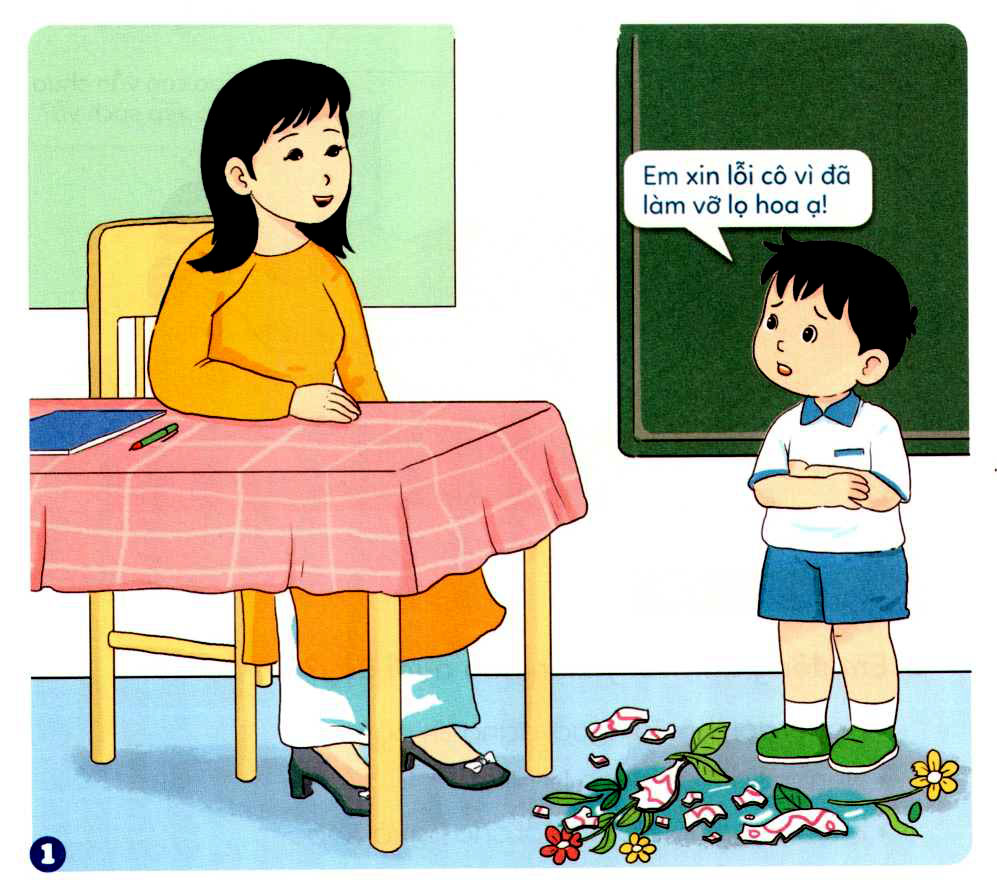 Em xin lỗi cô vì đã
làm vỡ lọ hoa ạ!
1